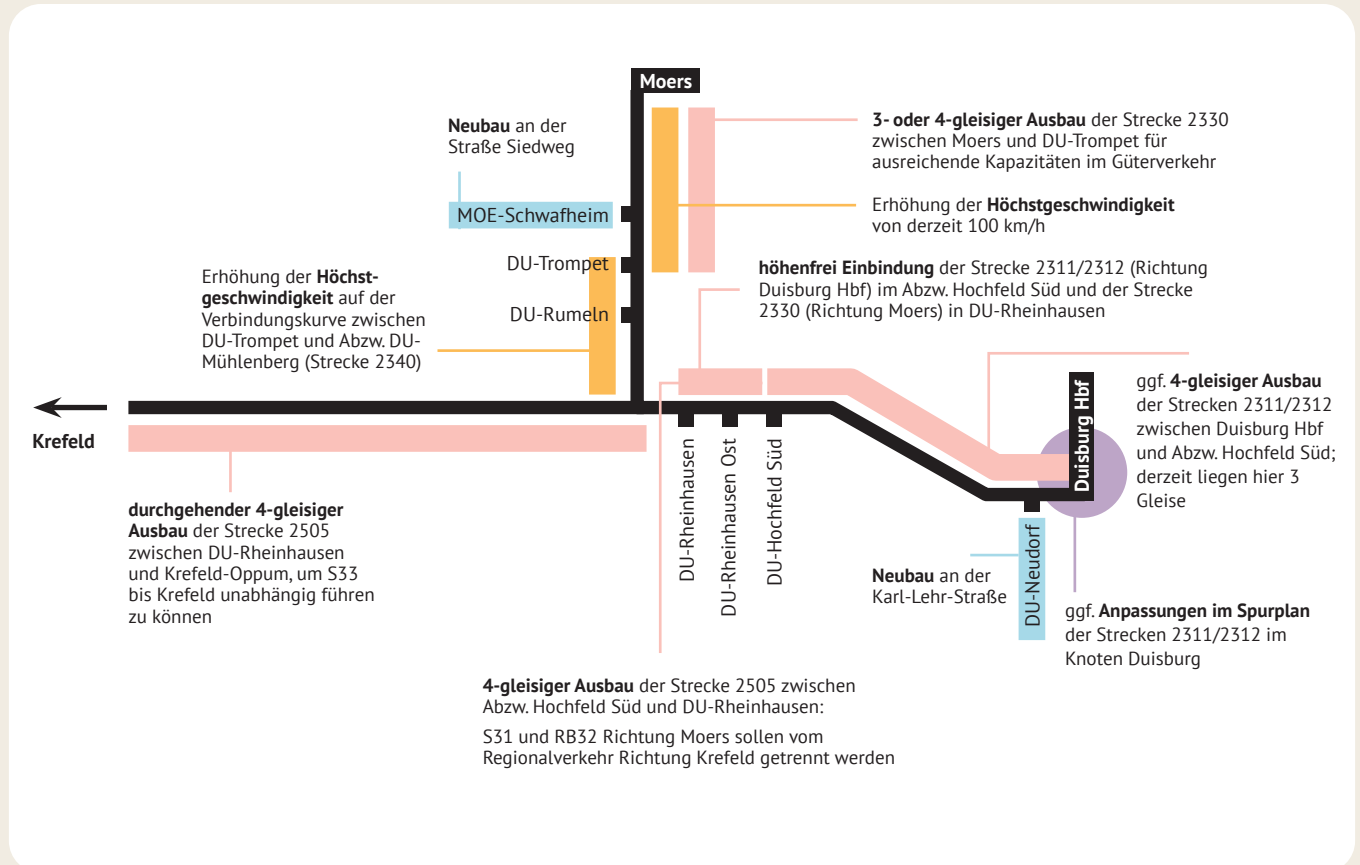 Moers
Neubau an der
Straße Siedweg
MOE-Schwafheim
DU-Trompet
DU-Rumeln
3- oder 4-gleisiger Ausbau der Strecke 2330
zwischen Moers und DU-Trompet für
ausreichende Kapazitäten im Güterverkehr
Erhöhung der Höchstgeschwindigkeit
von derzeit 100 km/h
Erhöhung der Höchst-
geschwindigkeit auf der
Verbindungskurve zwischen
DU-Trompet und Abzw. DU-
Mühlenberg (Strecke 2340)
höhenfrei Einbindung der Strecke 2311/2312 (Richtung
Duisburg Hbf) im Abzw. Hochfeld Süd und der Strecke
2330 (Richtung Moers) in DU-Rheinhausen
Krefeld
DU-Rheinhausen
DU-Rheinhausen Ost
DU-Hochfeld Süd
Duisburg Hbf
DU-Neudorf
ggf. 4-gleisiger Ausbau
der Strecken 2311/2312
zwischen Duisburg Hbf
und Abzw. Hochfeld Süd;
derzeit liegen hier 3
Gleise
durchgehender 4-gleisiger
Ausbau der Strecke 2505
zwischen DU-Rheinhausen
und Krefeld-Oppum, um S33
bis Krefeld unabhängig führen
zu können
Neubau an der
Karl-Lehr-Straße
ggf. Anpassungen im Spurplan
der Strecken 2311/2312 im
Knoten Duisburg
4-gleisiger Ausbau der Strecke 2505 zwischen
Abzw. Hochfeld Süd und DU-Rheinhausen:
S31 und RB32 Richtung Moers sollen vom
Regionalverkehr Richtung Krefeld getrennt werden